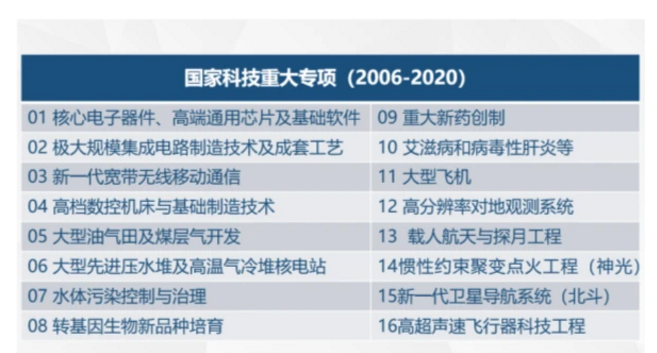 国家科技重大专项（2006-2020）
01 核心电子器件、高端通用芯片及基础软件
09 重大新药创制
02 极大规模集成电路制造技术及成套工艺
10 艾滋病和病毒性肝炎等
03 新一代宽带无线移动通信
11 大型飞机
04 高档数控机床与基础制造技术
12 高分辨率对地观测系统
05 大型油气田及煤层气开发
13 载人航天与探月工程
06 大型先进压水堆及高温气冷堆核电站
14惯性约束聚变点火工程（神光）
07 水体污染控制与治理
15新一代卫星导航系统（北斗）
08 转基因生物新品种培育
16高超声速飞行器科技工程